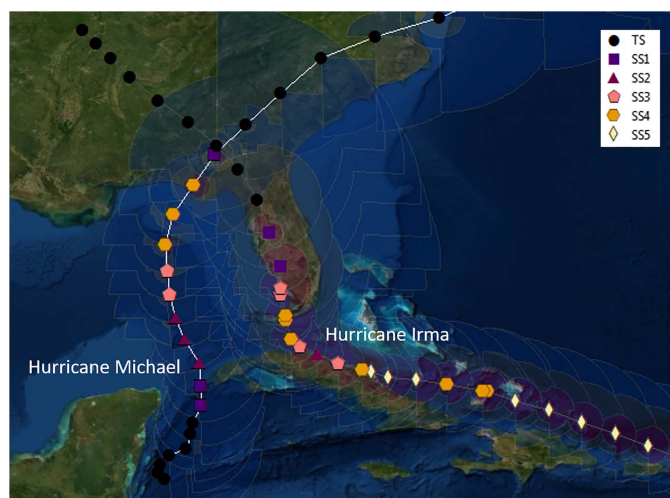 TS
SS1
SS2
SS3
SS4
SS5
Hurricane Irma
Hurricane Michael